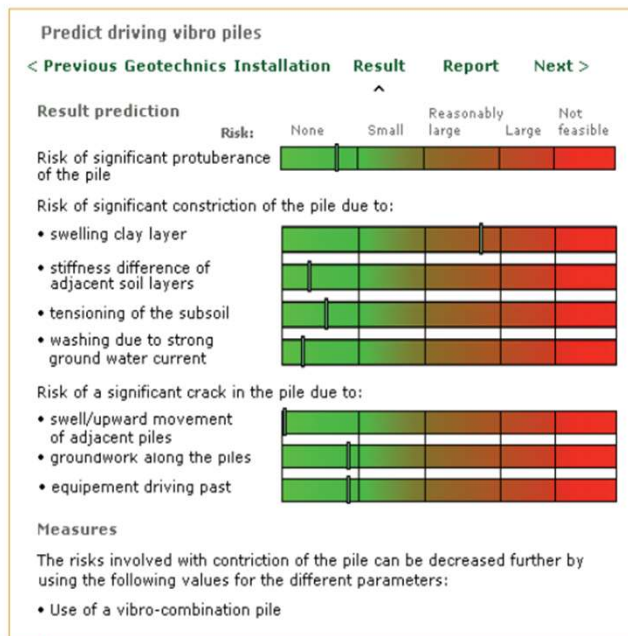 Predict driving vibro piles
< Previous Geotechnics Installation Result Report Next >
^
Result prediction
Risk: None Small Reasonably large Large Not feasible
Risk of significant protuberance
of the pile
Risk of significant constriction of the pile due to:
• swelling clay layer
• stiffness difference of
adjacent soil layers
• tensioning of the subsoil
• washing due to strong
ground water current
Risk of a significant crack in the pile due to:
• swell/upward movement
of adjacent piles
• groundwork along the piles
• equipement driving past
Measures
The risks involved with contriction of the pile can be decreased further by
using the following values for the different parameters:
• Use of a vibro-combination pile